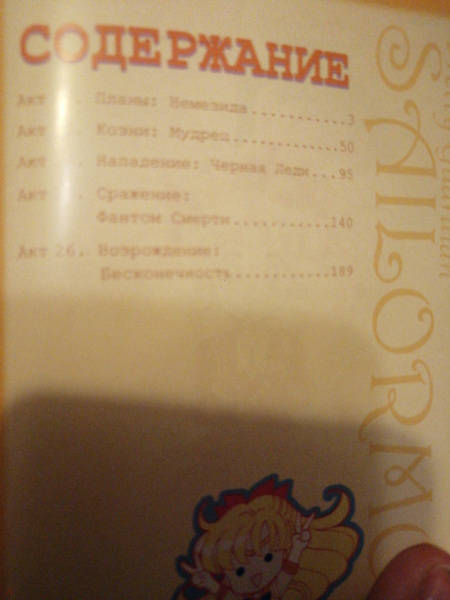 СОДЕРЖАНИЕ
Акт . Планы: Немезида............3
Акт . Козни: Мудрец............50
Акт . Нападение: Черная Леди...95
Акт . Сражение:
Фантом Смерти...........140
Акт 26. Возрождение:
Бесконечность...........189
SAILORMO